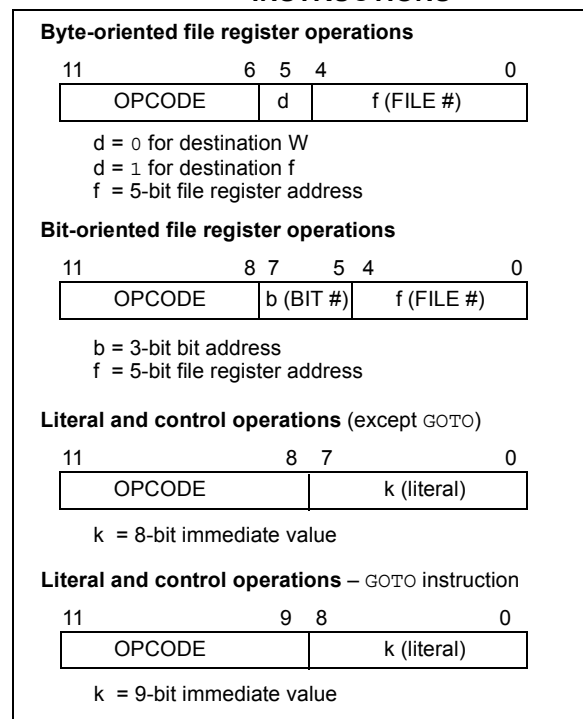 Byte-oriented file register operations
11 6 5 4 0
OPCODE d f (FILE #)
d = 0 for destination W
d = 1 for destination f
f = 5-bit file register address
Bit-oriented file register operations
11 8 7 5 4 0
OPCODE b (BIT #) f (FILE #)
b = 3-bit bit address
f = 5-bit file register address
Literal and control operations (except GOTO)
11 8 7 0
OPCODE k (literal)
k = 8-bit immediate value
Literal and control operations – GOTO instruction
11 9 8 0
OPCODE k (literal)
k = 9-bit immediate value